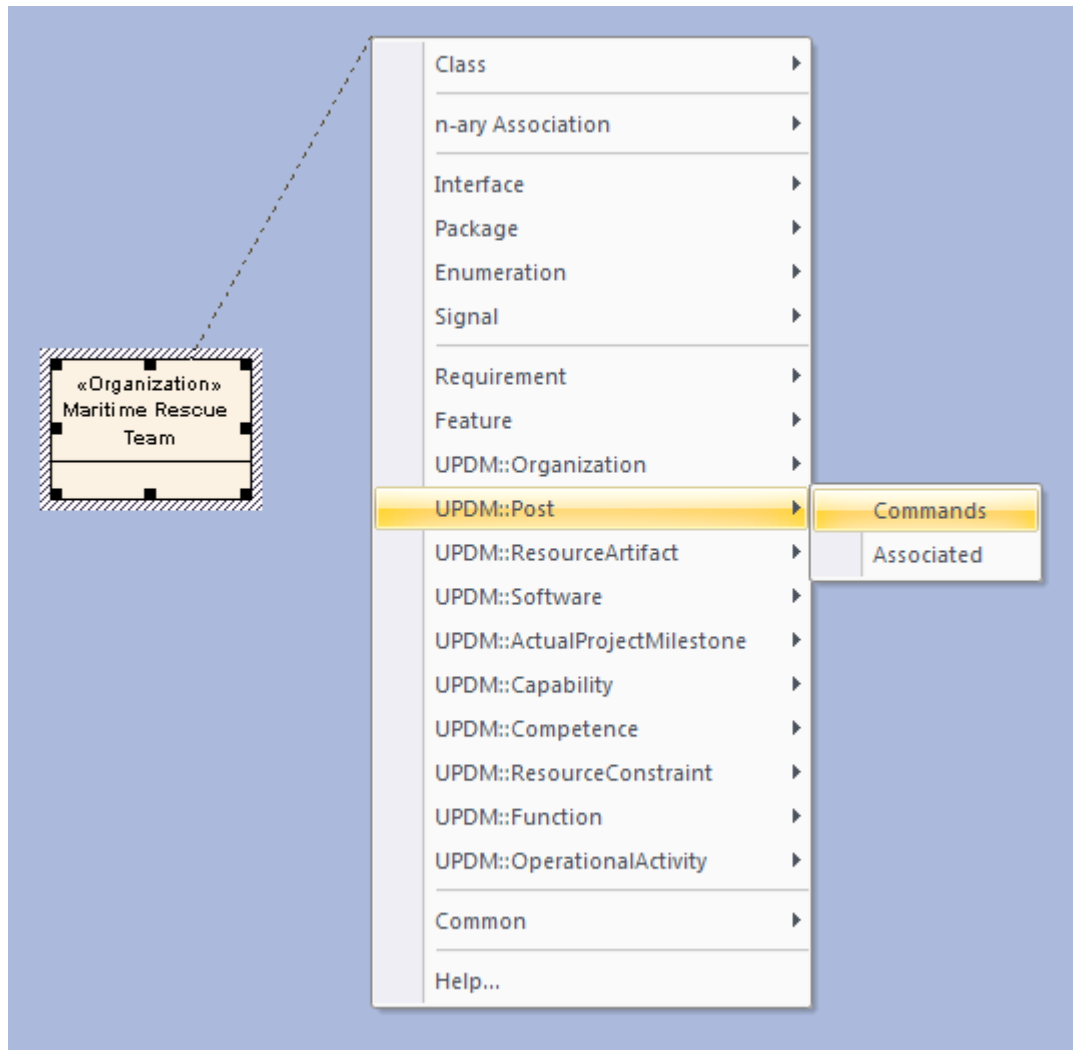 Class
n-ary Association
Interface
Package
Enumeration
Signal
«Organization»
Maritime Rescue
Team
Requirement
Feature
UPDM::Organization
UPDM::Post
Commands
Associated
UPDM::ResourceArtifact
UPDM::Software
UPDM::ActualProjectMilestone
UPDM::Capability
UPDM::Competence
UPDM::ResourceConstraint
UPDM::Function
UPDM::OperationalActivity
Common
Help...